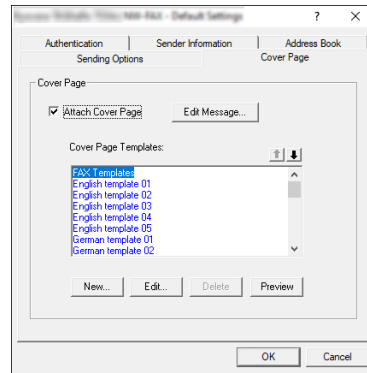 NW-FAX - Default Settings
Authentication
Sender Information
Address Book
Sending Options
Cover Page
Cover Page
Attach Cover Page
Edit Message...
Cover Page Templates:
FAX Templates
English template 01
English template 02
English template 03
English template 04
English template 05
German template 01
German template 02
New...
Edit...
Delete
Preview
OK
Cancel